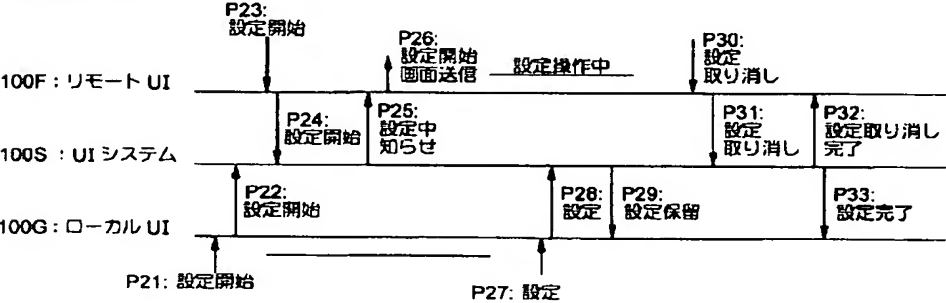 P23:
設定開始
P26:
設定開始
画面送信
設定操作中
P30:
設定
取り消し
100F：リモート UI
P24:
設定開始
P25:
設定中
知らせ
P31:
設定
取り消し
P32:
設定取り消し
完了
100S ：UI システム
P22:
設定開始
P28:
設定
P29:
設定保留
P33:
設定完了
100G：ローカル UI
P21: 設定開始
P27: 設定